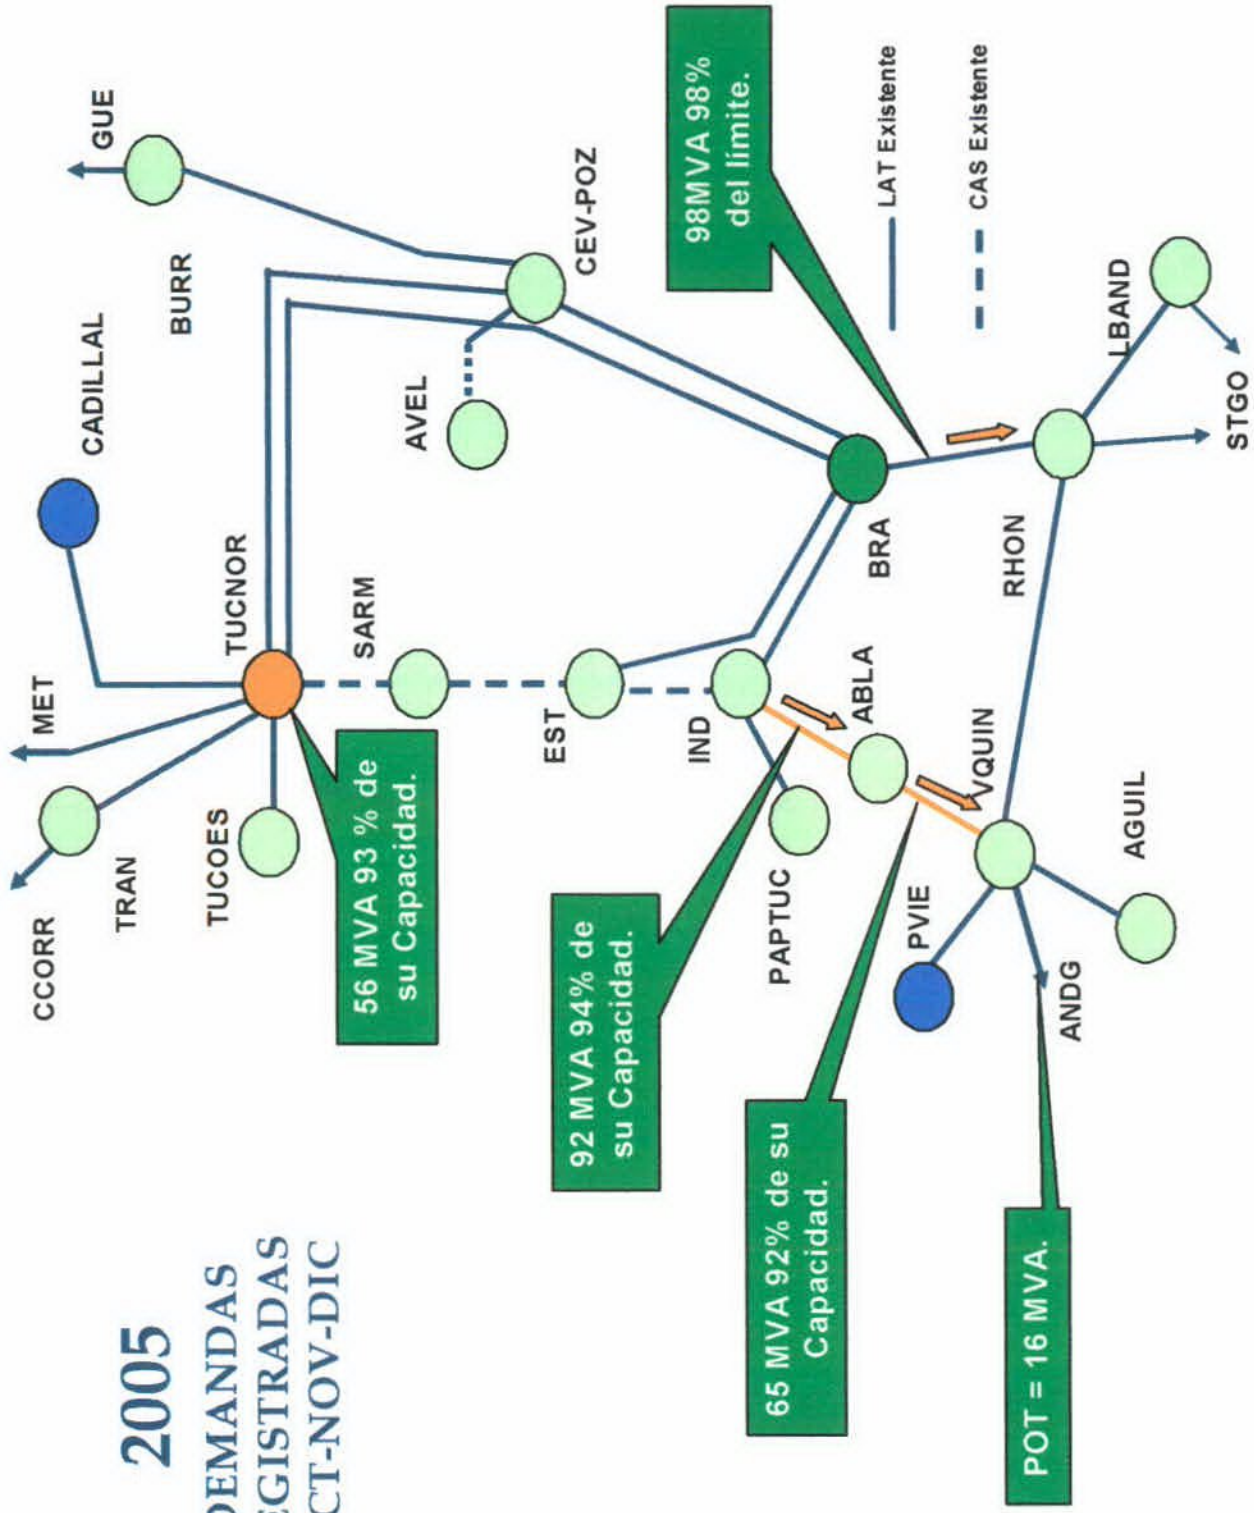 2005
DEMANDAS
EGISTRADAS
CT-NOV-DIC
CCORR
MET
CADILLAL
GUE
TRAN
TUCNOR
BURR
TUCOES
SARM
AVEL
CEV-POZ
56 MVA 93 % de
su Capacidad.
EST
98MVA 98%
del límite.
92 MVA 94% de
su Capacidad.
IND
PAPTUC
ABLA
BRA
LAT Existente
65 MVA 92% de su
Capacidad.
PVIE
VQUIN
RHON
CAS Existente
POT = 16 MVA.
ANDG
AGUIL
LBAND
STGO